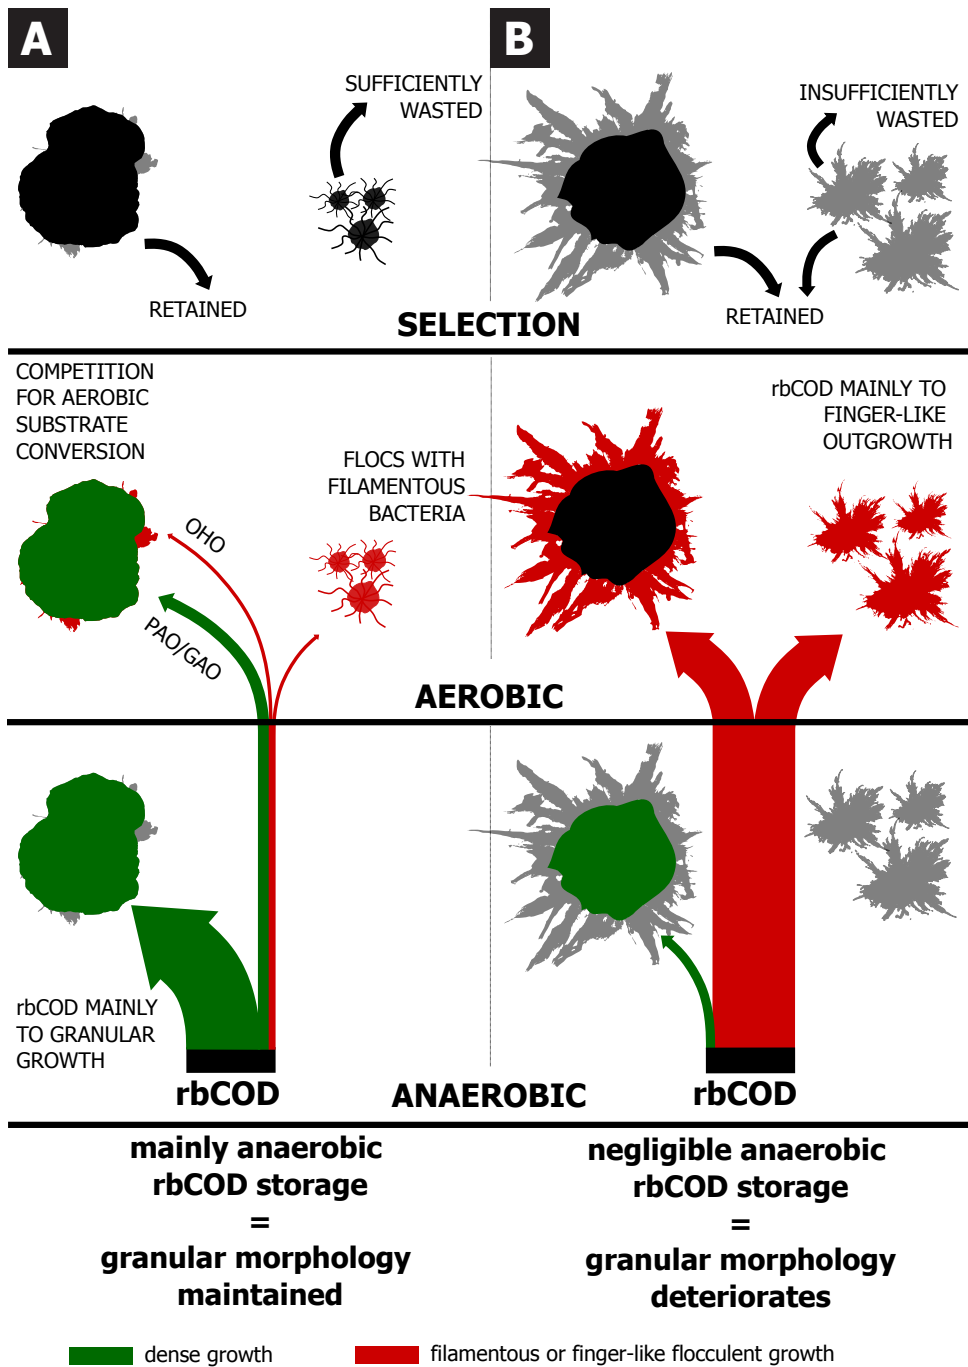 A
B
SUFFICIENTLY
WASTED
INSUFFICIENTLY
WASTED
RETAINED
RETAINED
SELECTION
COMPETITION
FOR AEROBIC
SUBSTRATE
CONVERSION
rbCOD MAINLY TO
FINGER-LIKE
OUTGROWTH
FLOCS WITH
FILAMENTOUS
BACTERIA
OHO
PAO/GAO
AEROBIC
rbCOD MAINLY
TO GRANULAR
GROWTH
rbCOD
ANAEROBIC
rbCOD
mainly anaerobic
rbCOD storage
=
granular morphology
maintained
negligible anaerobic
rbCOD storage
=
granular morphology
deteriorates
dense growth
filamentous or finger-like flocculent growth